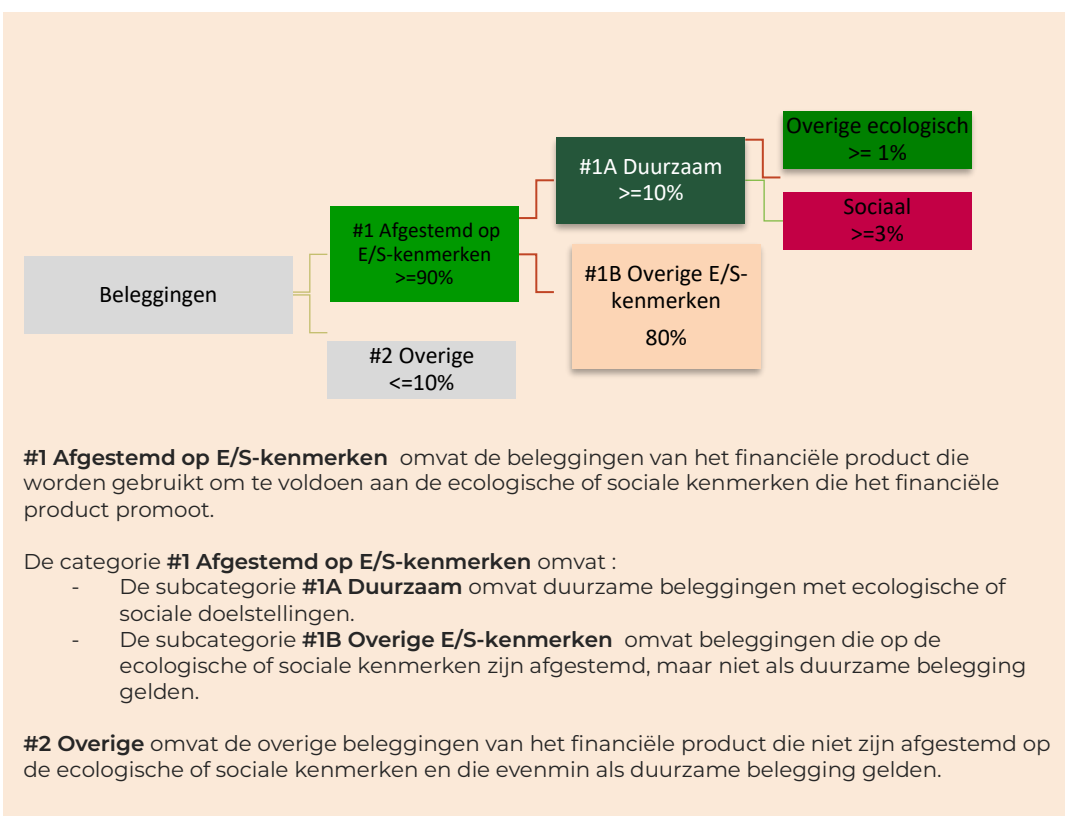 Overige ecologisch
>= 1%
#1A Duurzaam
>=10%
Sociaal
>=3%
#1 Afgestemd op
E/S-kenmerken
>=90%
#1B Overige E/S-
kenmerken
80%
Beleggingen
#2 Overige
<=10%
#1 Afgestemd op E/S-kenmerken omvat de beleggingen van het financiële product die
worden gebruikt om te voldoen aan de ecologische of sociale kenmerken die het financiële
product promoot.
De categorie #1 Afgestemd op E/S-kenmerken omvat :
- De subcategorie #1A Duurzaam omvat duurzame beleggingen met ecologische of
sociale doelstellingen.
- De subcategorie #1B Overige E/S-kenmerken omvat beleggingen die op de
ecologische of sociale kenmerken zijn afgestemd, maar niet als duurzame belegging
gelden.
#2 Overige omvat de overige beleggingen van het financiële product die niet zijn afgestemd op
de ecologische of sociale kenmerken en die evenmin als duurzame belegging gelden.